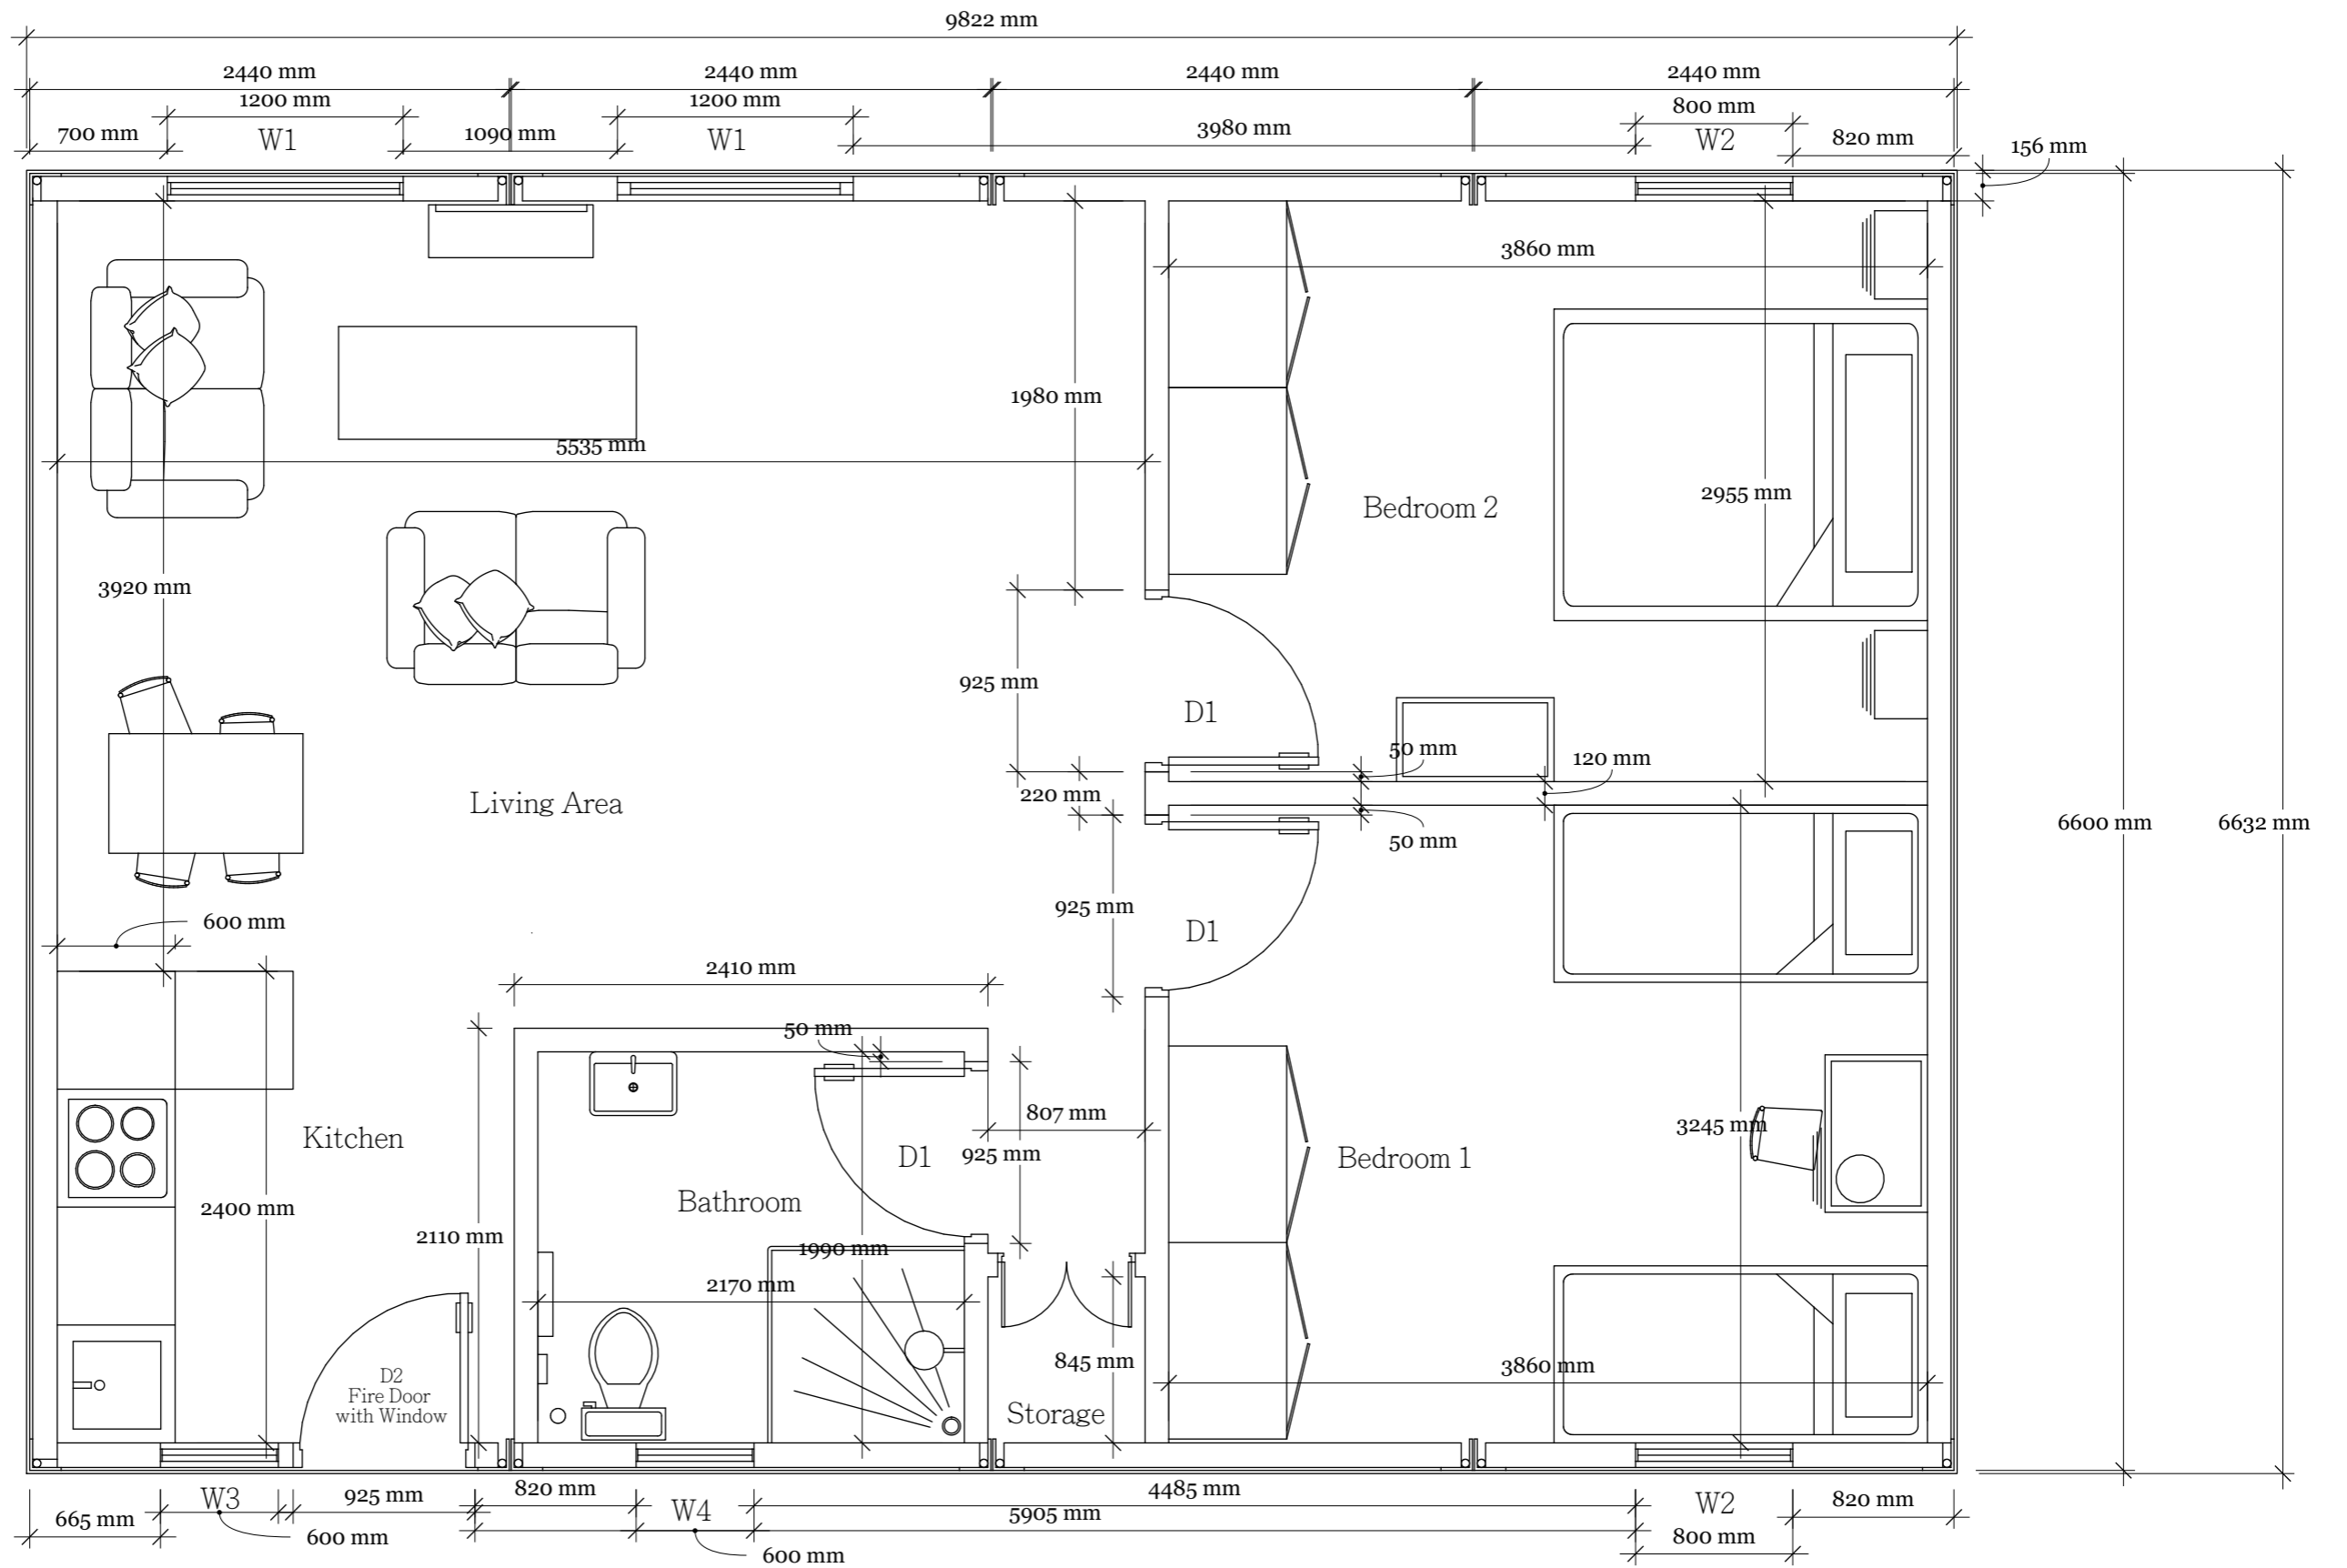 9822 mm
2440 mm
2440 mm
2440 mm
2440 mm
1200 mm
1200 mm
800 mm
700 mm
W1
1090 mm
W1
3980 mm
W2
820 mm
156 mm
3860 mm
1980 mm
5535 mm
2955 mm
Bedroom 2
3920 mm
925 mm
D1
50 mm
120 mm
220 mm
Living Area
50 mm
6600 mm
6632 mm
925 mm
D1
600 mm
2410 mm
50 mm
807 mm
Kitchen
D1
925 mm
Bedroom 1
3245 mm
2400 mm
Bathroom
2110 mm
1990 mm
2170 mm
845 mm
3860 mm
D2
Fire Door
with Window
Storage
W3
925 mm
820 mm
W4
4485 mm
W2
820 mm
665 mm
600 mm
5905 mm
800 mm
600 mm